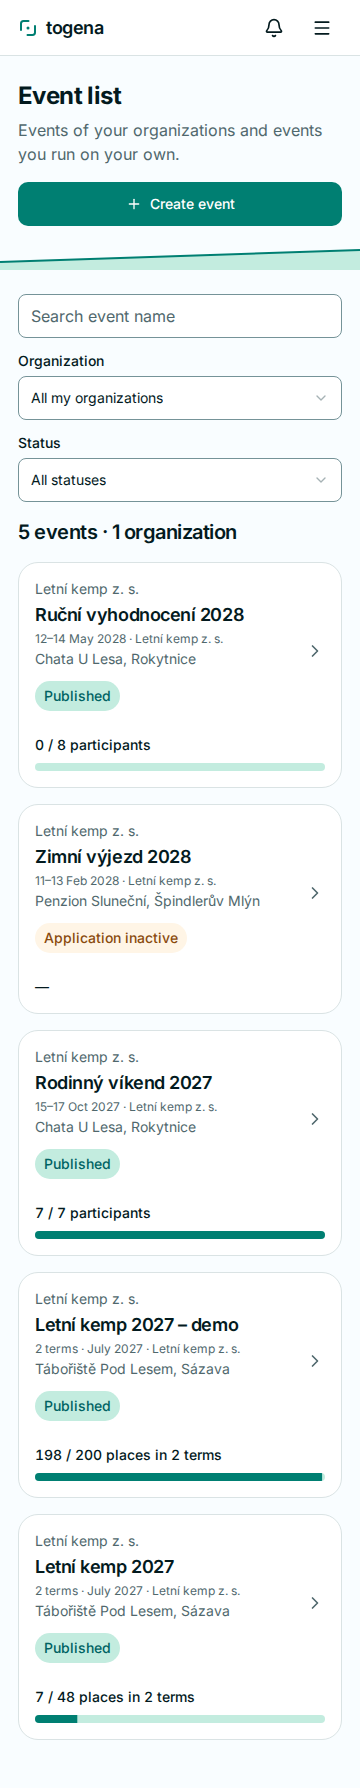 togena
Event list
Events of your organizations and events
you run on your own.
Create event
Search event name
Organization
All my organizations
Status
All statuses
5 events · 1 organization
Letní kemp z. s.
Ruční vyhodnocení 2028
12–14 May 2028 · Letní kemp z. s.
Chata U Lesa, Rokytnice
Published
0 / 8 participants
Letní kemp z. s.
Zimní výjezd 2028
11–13 Feb 2028 · Letní kemp z. s.
Penzion Sluneční, Špindlerův Mlýn
Application inactive
—
Letní kemp z. s.
Rodinný víkend 2027
15–17 Oct 2027 · Letní kemp z. s.
Chata U Lesa, Rokytnice
Published
7 / 7 participants
Letní kemp z. s.
Letní kemp 2027 – demo
2 terms · July 2027 · Letní kemp z. s.
Tábořiště Pod Lesem, Sázava
Published
198 / 200 places in 2 terms
Letní kemp z. s.
Letní kemp 2027
2 terms · July 2027 · Letní kemp z. s.
Tábořiště Pod Lesem, Sázava
Published
7 / 48 places in 2 terms